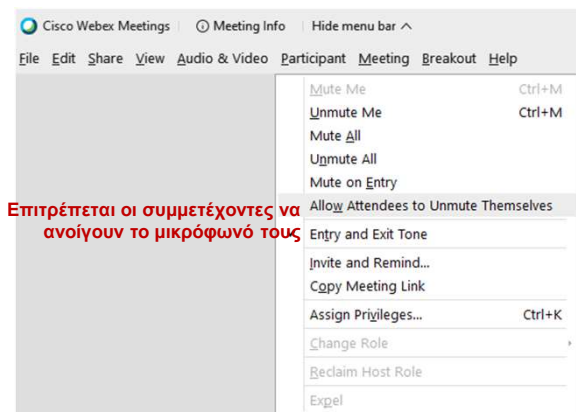 Cisco Webex Meetings Meeting Info Hide menu bar
File Edit Share View Audio & Video Participant Meeting Breakout Help
Mute Me Ctrl+M
Unmute Me Ctrl+M
Mute All
Unmute All
Mute on Entry
Επιτρέπεται οι συμμετέχοντες να
ανοίγουν το μικρόφωνό τους
Allow Attendees to Unmute Themselves
Entry and Exit Tone
Invite and Remind...
Copy Meeting Link
Assign Privileges... Ctrl+K
Change Role
Reclaim Host Role
Expel